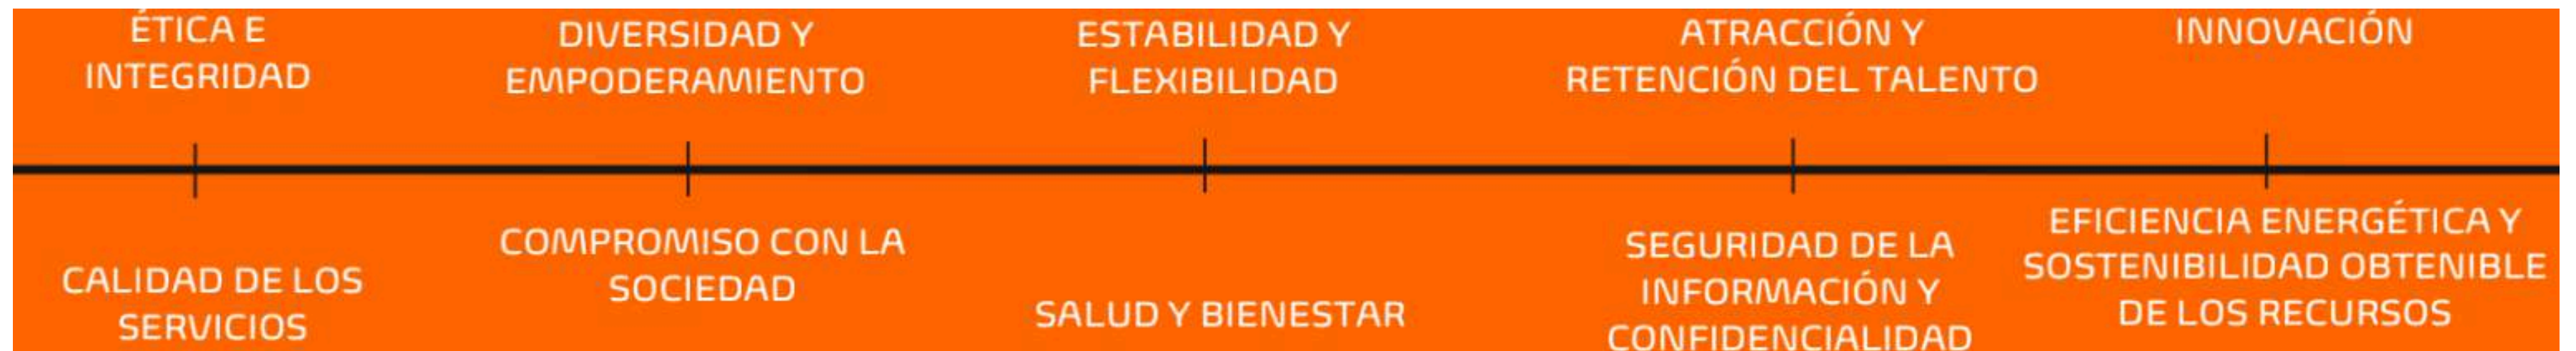 ÉTICA E
INTEGRIDAD
DIVERSIDAD Y
EMPODERAMIENTO
ESTABILIDAD Y
FLEXIBILIDAD
ATRACCIÓN Y
RETENCIÓN DEL TALENTO
INNOVACIÓN
CALIDAD DE LOS
SERVICIOS
COMPROMISO CON LA
SOCIEDAD
SALUD Y BIENESTAR
SEGURIDAD DE LA
INFORMACIÓN Y
CONFIDENCIALIDAD
EFICIENCIA ENERGÉTICA Y
SOSTENIBILIDAD OBTENIBLE
DE LOS RECURSOS